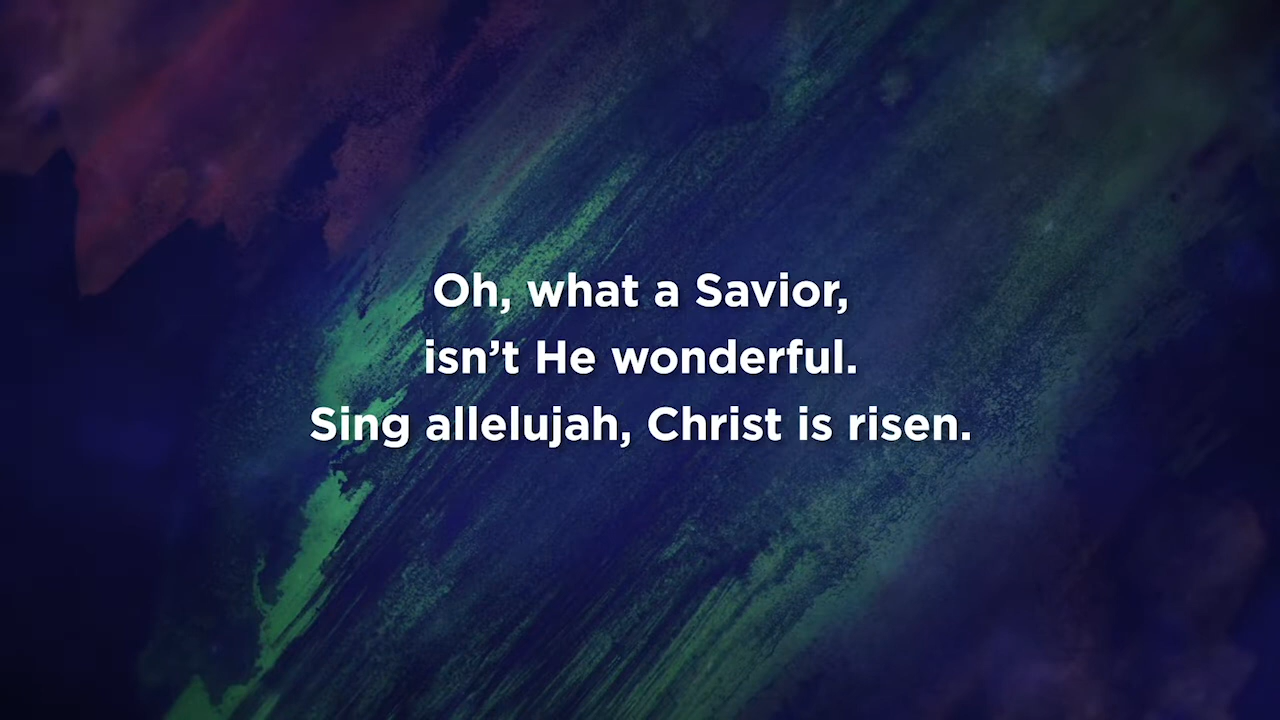 Oh, what a Savior,
isn’t He wonderful.
Sing allelujah, Christ is risen.